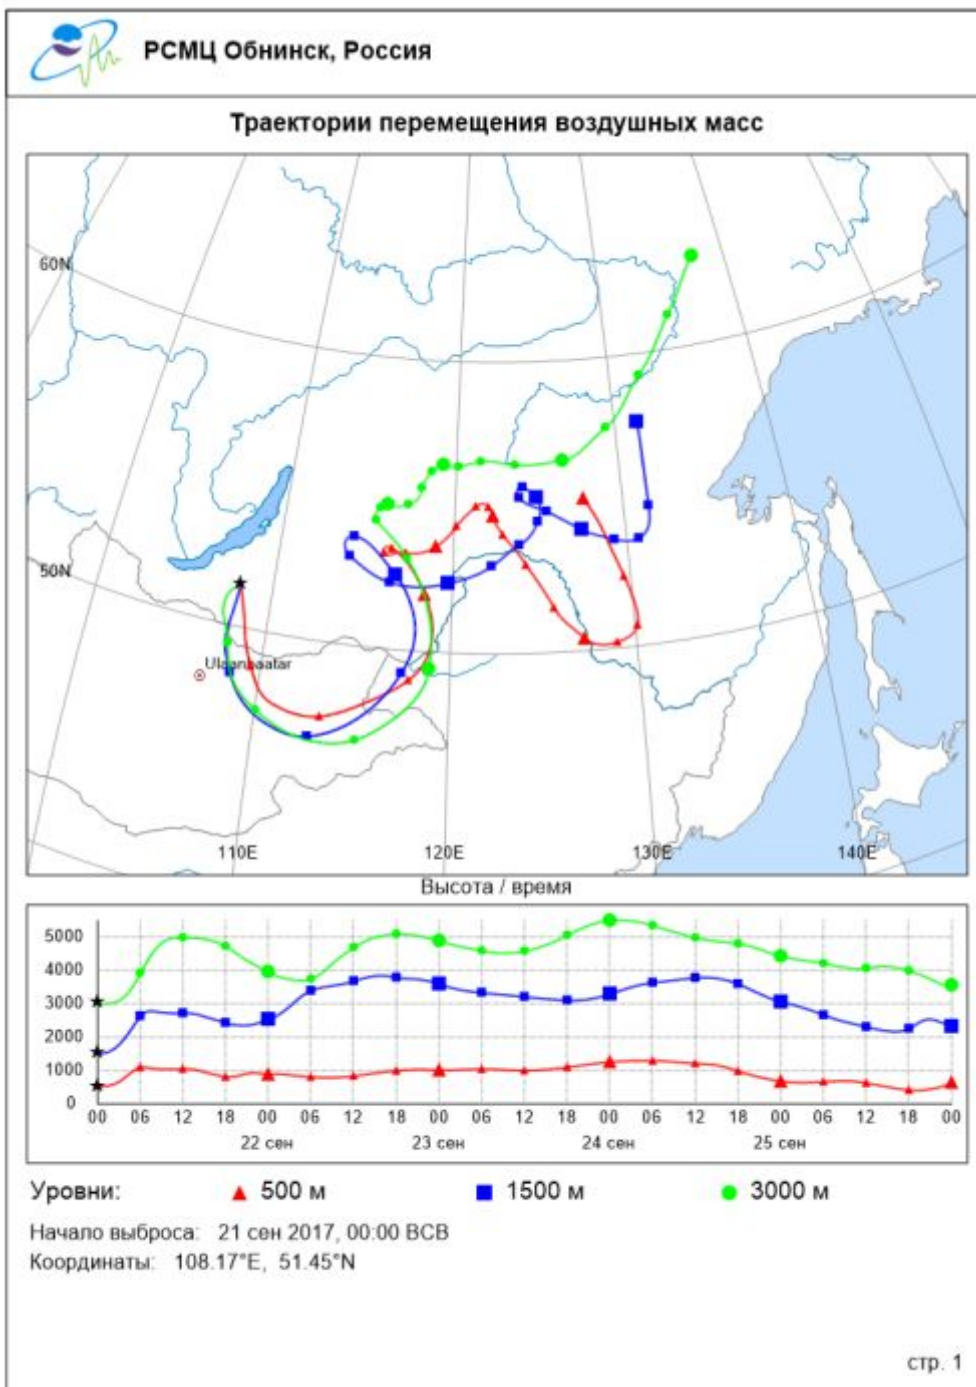 РСМЦ Обнинск, Россия
Траектории перемещения воздушных масс
60N
50N
Ulaanbaatar
110E 120E 130E 140E
Высота / время
5000
4000
3000
2000
1000
0
00 06 12 18 00 06 12 18 00 06 12 18 00 06 12 18 00 06 12 18 00
22 сен 23 сен 24 сен 25 сен
Уровни: 500 м 1500 м 3000 м
Начало выброса: 21 сен 2017, 00:00 ВСВ
Координаты: 108.17°E, 51.45°N
стр. 1